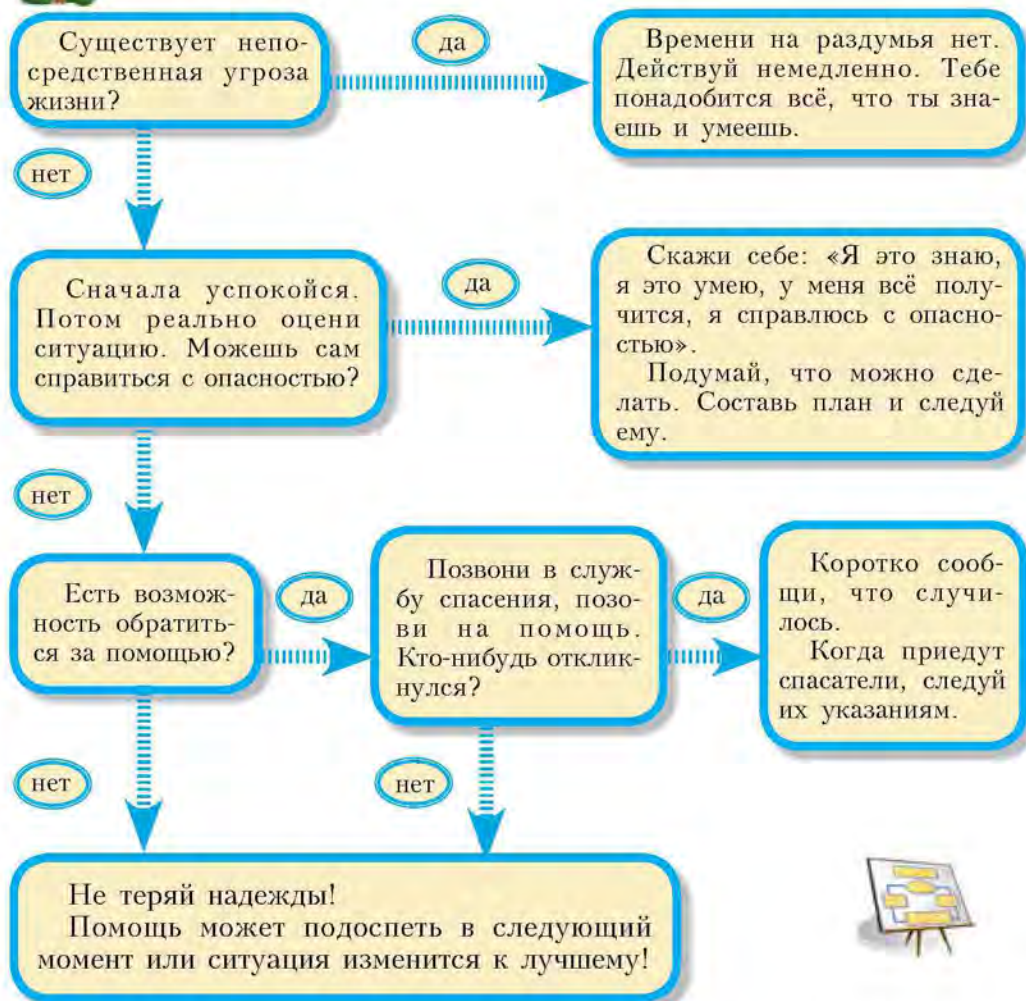 Существует непо-
средственная угроза
жизни?
да
Времени на раздумья нет.
Действуй немедленно. Тебе
понадобится всё, что ты зна-
ешь и умеешь.
нет
Сначала успокойся.
Потом реально оцени
ситуацию. Можешь сам
справиться с опасностью?
да
Скажи себе: «Я это знаю,
я это умею, у меня всё полу-
чится, я справлюсь с опасно-
стью».
Подумай, что можно сде-
лать. Составь план и следуй
ему.
нет
Есть возмож-
ность обратить-
ся за помощью?
да
Позвони в служ-
бу спасения, позо-
ви на помощь.
Кто-нибудь отклик-
нулся?
да
Коротко сооб-
щи, что случи-
лось.
Когда приедут
спасатели, следуй
их указаниям.
нет
нет
Не теряй надежды!
Помощь может подоспеть в следующий
момент или ситуация изменится к лучшему!